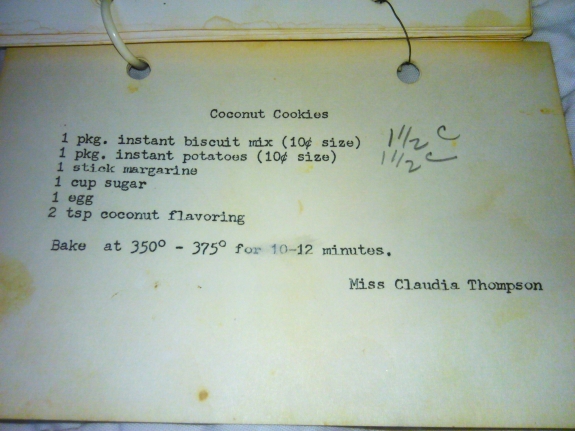 Coconut Cookies
1 pkg. instant biscuit mix (10¢ size) 1 1/2 C
1 pkg. instant potatoes (10¢ size) 1 1/2 C
1 stick margarine
1 cup sugar
1 egg
2 tsp coconut flavoring
Bake at 350° - 375° for 10-12 minutes.
Miss Claudia Thompson